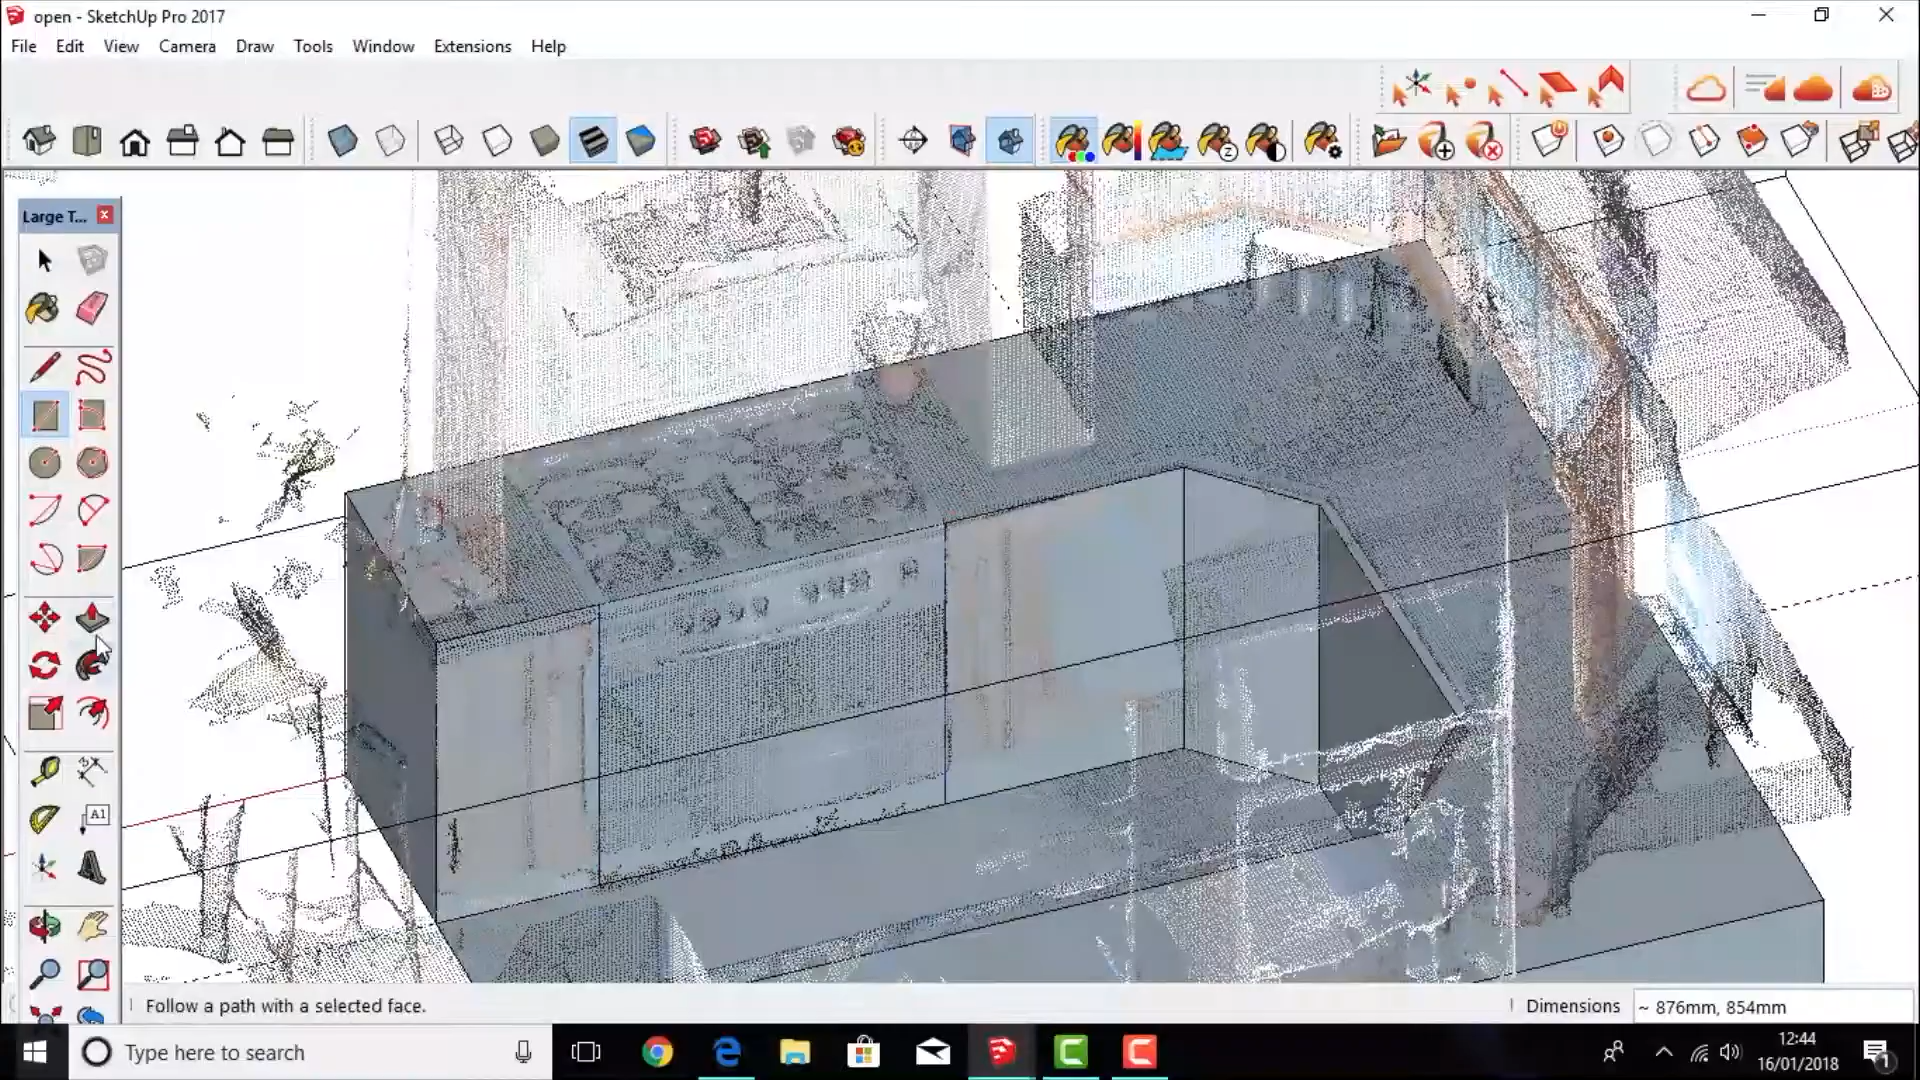 open - SketchUp Pro 2017
File Edit View Camera Draw Tools Window Extensions Help
Large T...
A1
Follow a path with a selected face.
Dimensions ~ 876mm, 854mm
Type here to search
12:44
16/01/2018
1